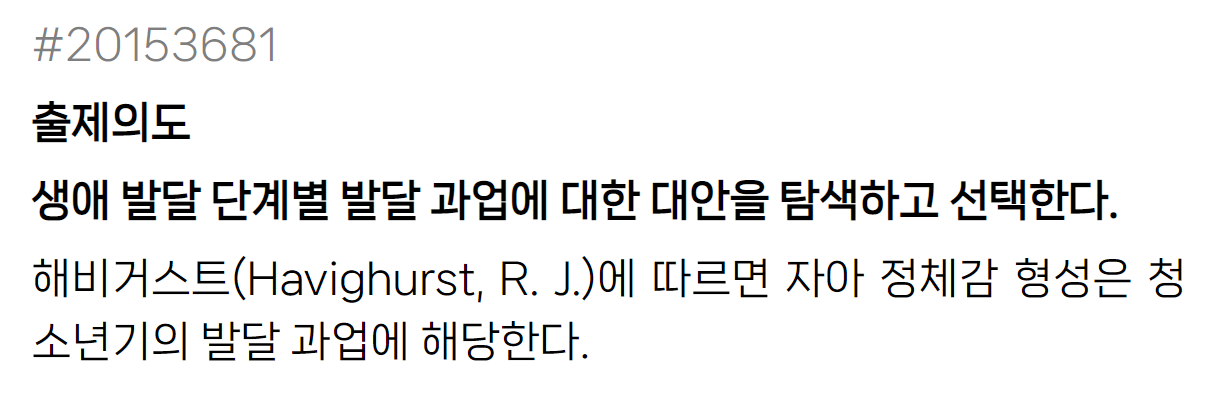 #20153681
출제의도
생애 발달 단계별 발달 과업에 대한 대안을 탐색하고 선택한다.
해비거스트(Havighurst, R. J.)에 따르면 자아 정체감 형성은 청
소년기의 발달 과업에 해당한다.